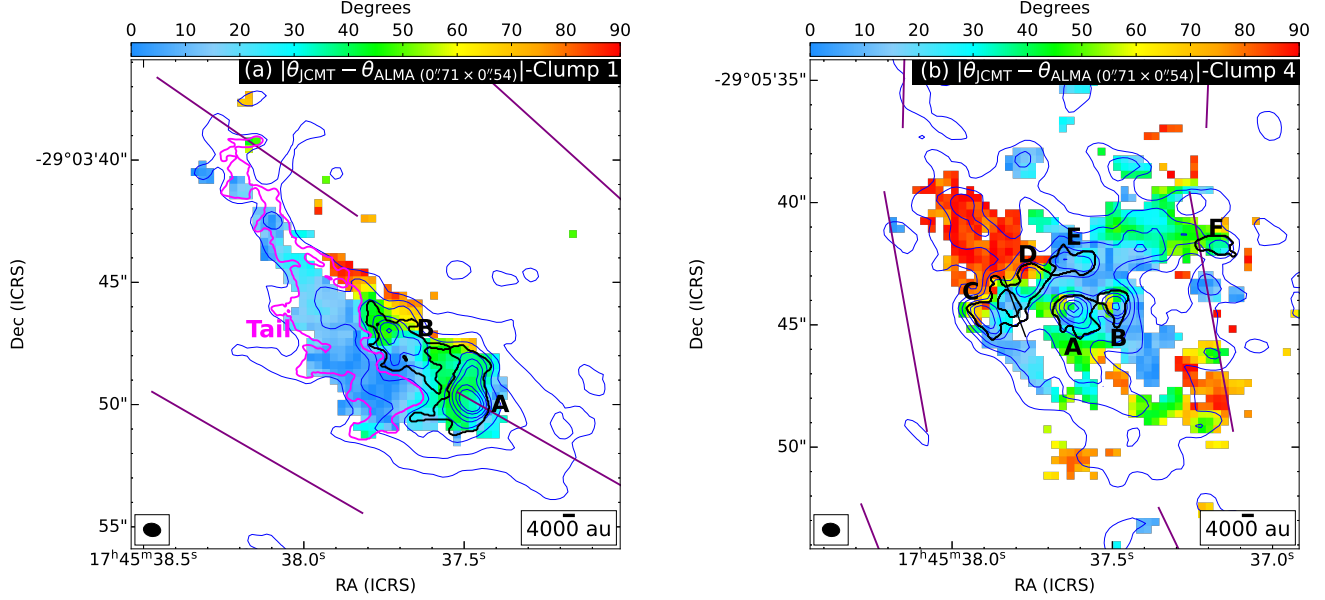 Degrees
0 10 20 30 40 50 60 70 80 90
(a) |θJCMT − θALMA (0″.71 × 0″.54)|-Clump 1
-29°03'40"
45"
50"
55"
Dec (ICRS)
Tail
B
A
4000 au
17h45m38.5s 38.0s 37.5s
RA (ICRS)
Degrees
0 10 20 30 40 50 60 70 80 90
(b) |θJCMT − θALMA (0″.71 × 0″.54)|-Clump 4
-29°05'35"
40"
45"
50"
Dec (ICRS)
F
E
D
C
B
A
4000 au
17h45m38.0s 37.5s 37.0s
RA (ICRS)